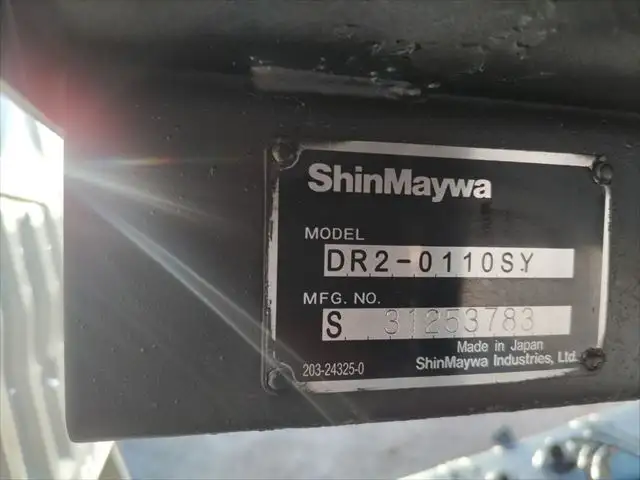 ShinMaywa
MODEL
DR2-0110SY
MFG. NO.
S 31253783
Made in Japan
203-24325-0 ShinMaywa Industries, Ltd.